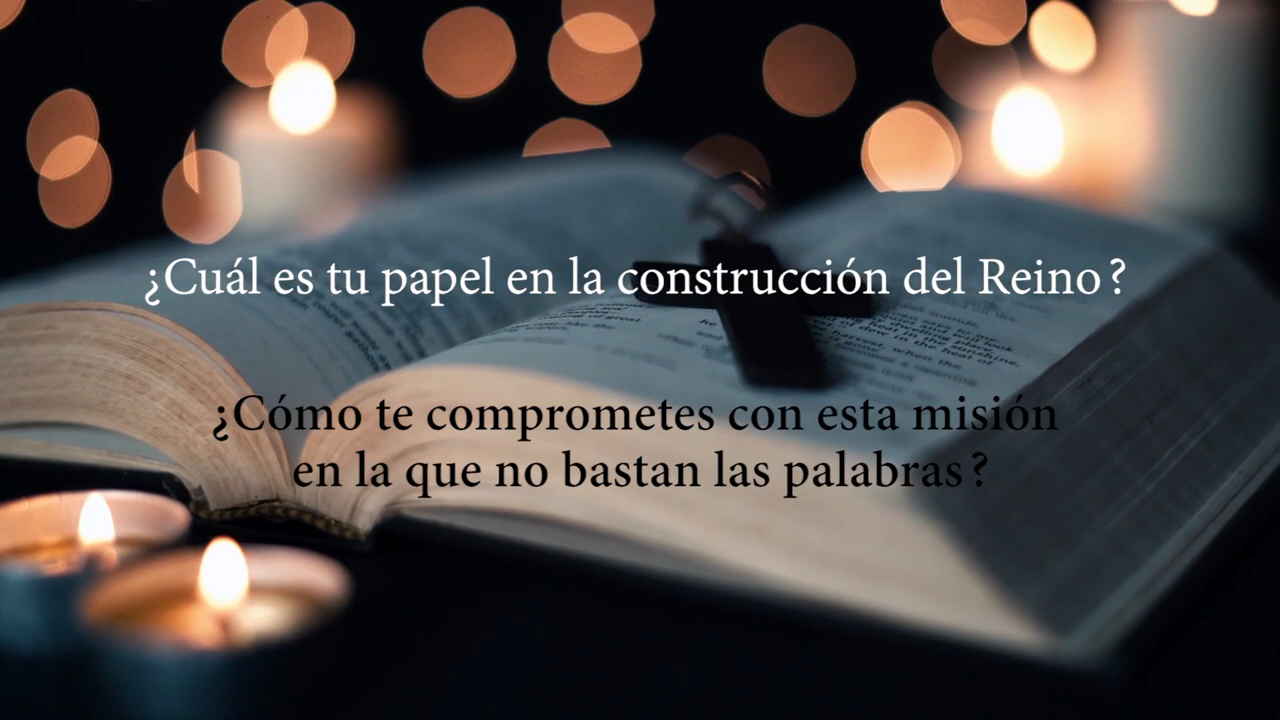 ¿Cuál es tu papel en la construcción del Reino?
¿Cómo te comprometes con esta misión
en la que no bastan las palabras?